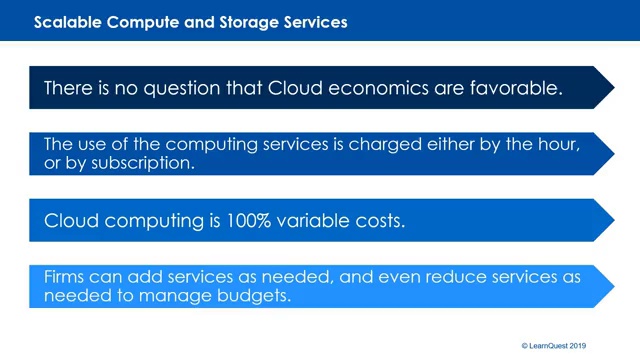 Scalable Compute and Storage Services
There is no question that Cloud economics are favorable.
The use of the computing services is charged either by the hour,
or by subscription.
Cloud computing is 100% variable costs.
Firms can add services as needed, and even reduce services as
needed to manage budgets.
© LearnQuest 2019